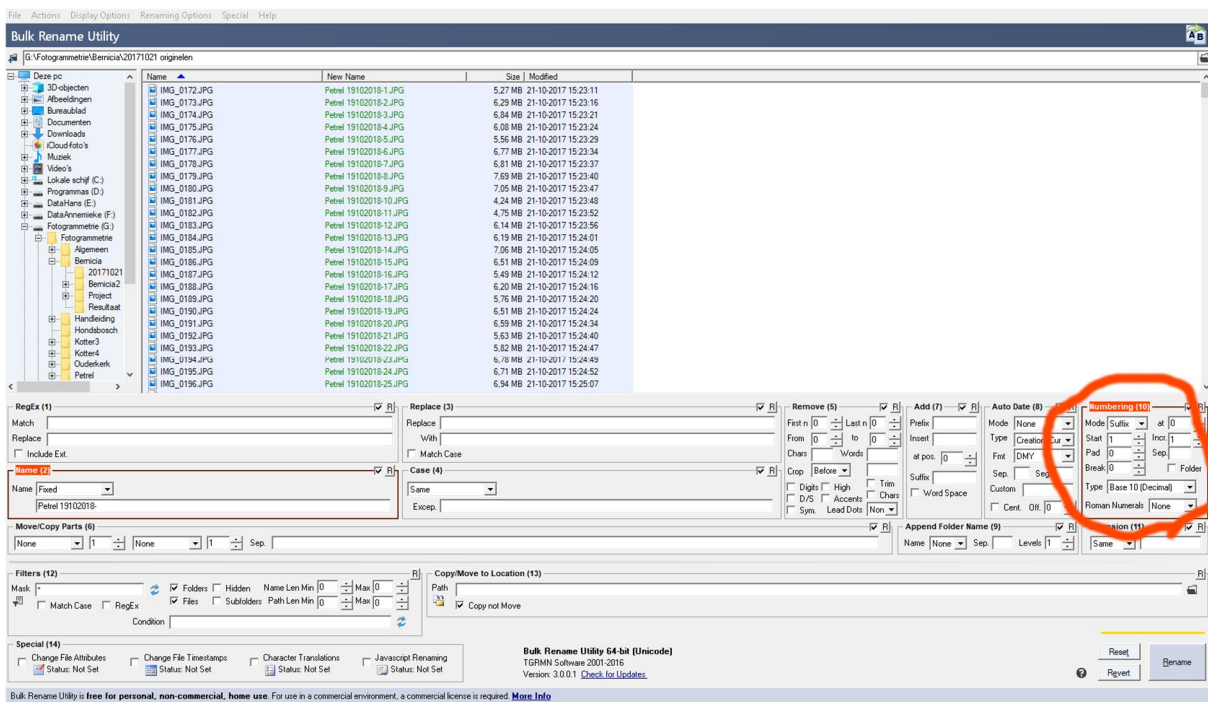 File Actions Display Options Renaming Options Special Help
Bulk Rename Utility
G:\Fotogrammetrie\Bernicia\20171021 originelen
Deze pc
3D-objecten
Afbeeldingen
Bureaublad
Documenten
Downloads
iCloud-foto's
Muziek
Video's
Lokale schijf (C:)
Programmas (D:)
DataHans (E:)
DataAnnemieke (F:)
Fotogrammetrie (G:)
Fotogrammetrie
Algemeen
Bernicia
20171021
Bernicia2
Project
Resultaat
Handleiding
Hondsbosch
Kotter3
Kotter4
Ouderkerk
Petrel
Name New Name Size Modified
IMG_0172.JPG Petrel 19102018-1.JPG 5,27 MB 21-10-2017 15:23:11
IMG_0173.JPG Petrel 19102018-2.JPG 6,29 MB 21-10-2017 15:23:16
IMG_0174.JPG Petrel 19102018-3.JPG 6,84 MB 21-10-2017 15:23:21
IMG_0175.JPG Petrel 19102018-4.JPG 6,08 MB 21-10-2017 15:23:24
IMG_0176.JPG Petrel 19102018-5.JPG 5,56 MB 21-10-2017 15:23:29
IMG_0177.JPG Petrel 19102018-6.JPG 6,77 MB 21-10-2017 15:23:34
IMG_0178.JPG Petrel 19102018-7.JPG 6,81 MB 21-10-2017 15:23:37
IMG_0179.JPG Petrel 19102018-8.JPG 7,69 MB 21-10-2017 15:23:40
IMG_0180.JPG Petrel 19102018-9.JPG 7,05 MB 21-10-2017 15:23:47
IMG_0181.JPG Petrel 19102018-10.JPG 4,24 MB 21-10-2017 15:23:48
IMG_0182.JPG Petrel 19102018-11.JPG 4,75 MB 21-10-2017 15:23:52
IMG_0183.JPG Petrel 19102018-12.JPG 6,14 MB 21-10-2017 15:23:56
IMG_0184.JPG Petrel 19102018-13.JPG 6,19 MB 21-10-2017 15:24:01
IMG_0185.JPG Petrel 19102018-14.JPG 7,06 MB 21-10-2017 15:24:05
IMG_0186.JPG Petrel 19102018-15.JPG 6,51 MB 21-10-2017 15:24:09
IMG_0187.JPG Petrel 19102018-16.JPG 5,49 MB 21-10-2017 15:24:12
IMG_0188.JPG Petrel 19102018-17.JPG 6,20 MB 21-10-2017 15:24:16
IMG_0189.JPG Petrel 19102018-18.JPG 5,76 MB 21-10-2017 15:24:20
IMG_0190.JPG Petrel 19102018-19.JPG 6,51 MB 21-10-2017 15:24:24
IMG_0191.JPG Petrel 19102018-20.JPG 6,59 MB 21-10-2017 15:24:34
IMG_0192.JPG Petrel 19102018-21.JPG 5,63 MB 21-10-2017 15:24:40
IMG_0193.JPG Petrel 19102018-22.JPG 5,82 MB 21-10-2017 15:24:47
IMG_0194.JPG Petrel 19102018-23.JPG 6,78 MB 21-10-2017 15:24:49
IMG_0195.JPG Petrel 19102018-24.JPG 6,71 MB 21-10-2017 15:24:52
IMG_0196.JPG Petrel 19102018-25.JPG 6,94 MB 21-10-2017 15:25:07
RegEx (1) R
Match
Replace
Include Ext.
Replace (3) R
Replace
With
Match Case
Remove (5) R
First n 0 Last n 0
From 0 to 0
Chars Words
Crop Before
Digits High Trim
D/S Accents Chars
Sym. Lead Dots Non
Add (7) R
Prefix
Insert
at pos. 0
Suffix
Word Space
Auto Date (8)
Mode None
Type Creation Cur
Fmt DMY
Sep. Seg
Custom
Cent. Off. 0
Numbering (10) R
Mode Suffix at 0
Start 1 Incr. 1
Pad 0 Sep.
Break 0 Folder
Type Base 10 (Decimal)
Roman Numerals None
Name (2) R
Name Fixed
Petrel 19102018-
Case (4) R
Same
Excep.
Move/Copy Parts (6) R
None 1 None 1 Sep.
Append Folder Name (9) R
Name None Sep. Levels 1
(11) R
Same
Filters (12) R
Mask * Folders Hidden Name Len Min 0 Max 0
Match Case RegEx Files Subfolders Path Len Min 0 Max 0
Condition
Copy/Move to Location (13) R
Path
Copy not Move
Special (14)
Change File Attributes Change File Timestamps Character Translations Javascript Renaming
Status: Not Set Status: Not Set Status: Not Set Status: Not Set
Bulk Rename Utility 64-bit (Unicode)
TGRMN Software 2001-2016
Version: 3.0.0.1 Check for Updates
Reset
Revert
Rename
Bulk Rename Utility is free for personal, non-commercial, home use. For use in a commercial environment, a commercial license is required. More Info